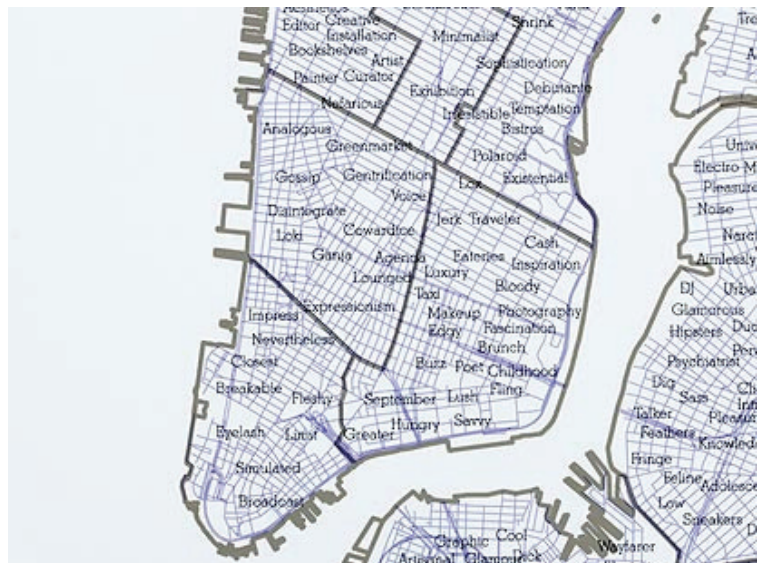 Editor
Creative
Installation
Bookshelves
Artist
Painter
Curator
Minimalist
Shrink
Sophistication
Exhibition
Debutante
Temptation
Irresistible
Bistros
Nefarious
Analogous
Greenmarket
Polaroid
Lox
Existential
Gossip
Gentrification
Voice
Disintegrate
Loki
Cowardice
Jerk
Traveler
Cash
Ganja
Agenda
Eateries
Inspiration
Lounged
Luxury
Bloody
Taxi
Impress
Expressionism
Makeup
Photography
Edgy
Fascination
Nevertheless
Brunch
Closest
Buzz
Poet
Childhood
Breakable
Fleshy
September
Lush
Fling
Eyelash
Limit
Greater
Hungry
Savvy
Simulated
Broadcast
Pleasure
Noise
Aimlessly
DJ
Glamorous
Hipsters
Psychiatrist
Dig
Sass
Talker
Feathers
Fringe
Feline
Low
Sneakers
Graphic
Cool
Wayfarer